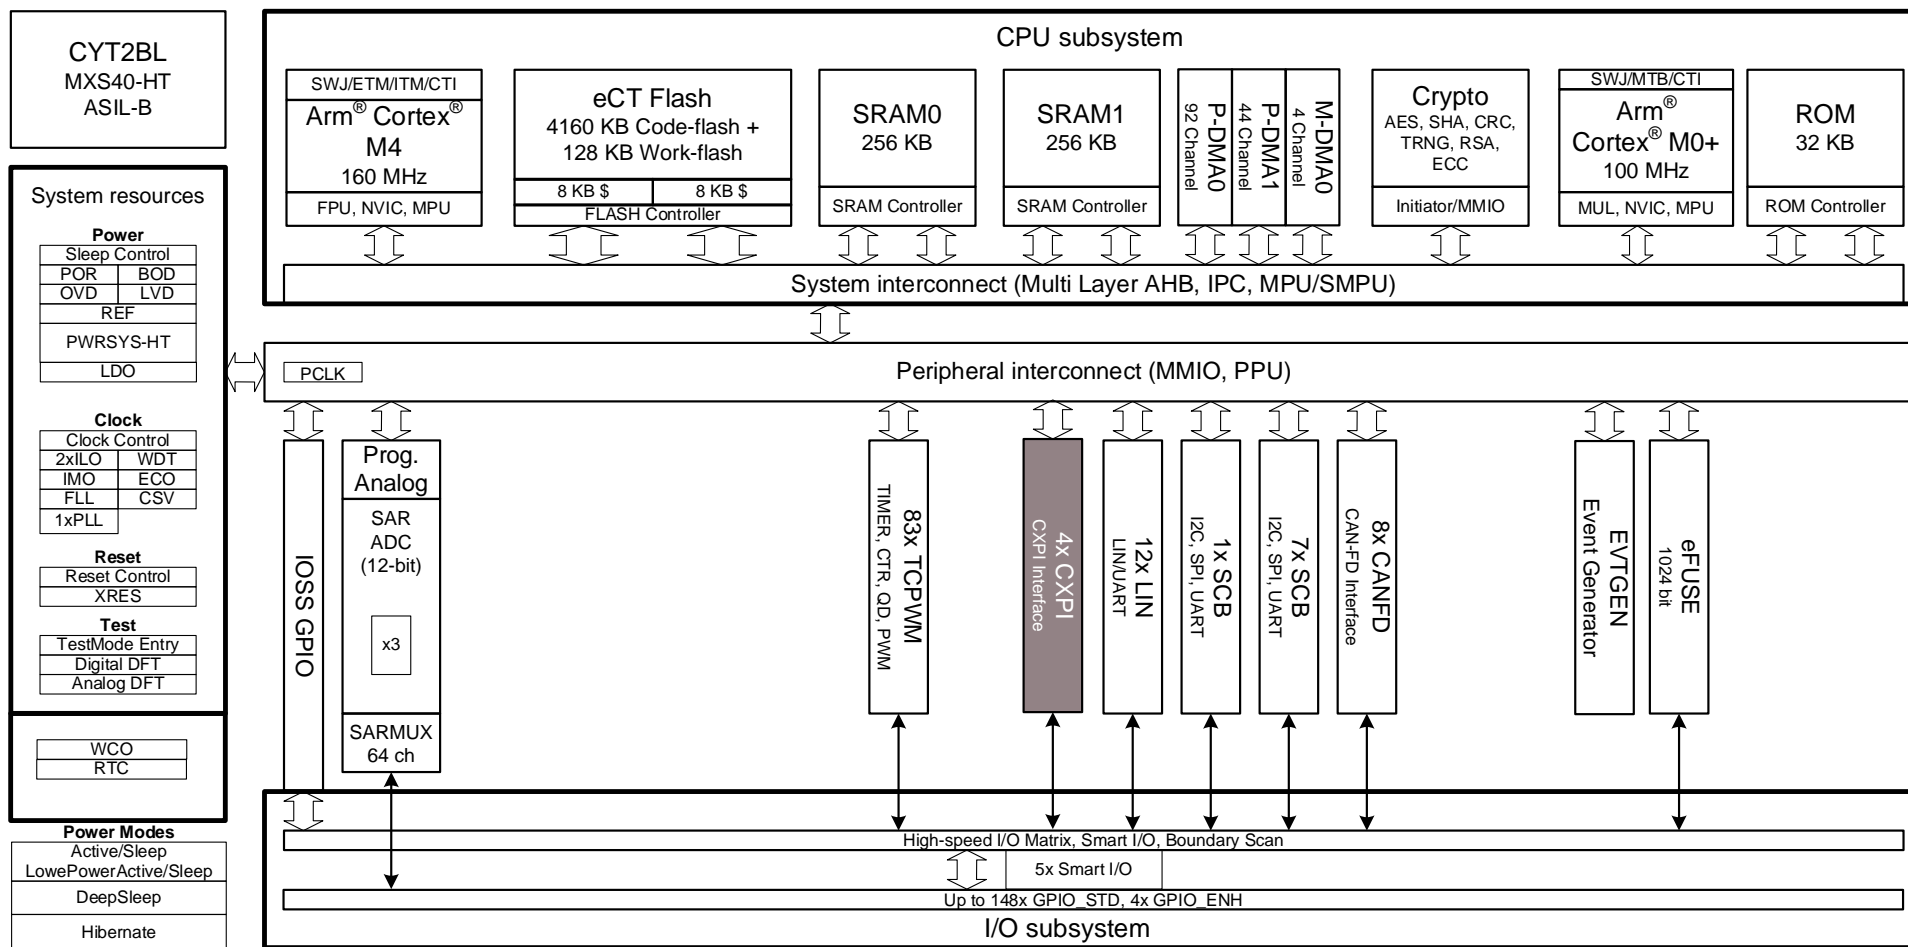 CYT2BL
MXS40-HT
ASIL-B
System resources
Power
Sleep Control
POR BOD
OVD LVD
REF
PWRSYS-HT
LDO
Clock
Clock Control
2xILO WDT
IMO ECO
FLL CSV
1xPLL
Reset
Reset Control
XRES
Test
TestMode Entry
Digital DFT
Analog DFT
WCO
RTC
Power Modes
Active/Sleep
LowePowerActive/Sleep
DeepSleep
Hibernate
CPU subsystem
SWJ/ETM/ITM/CTI
Arm® Cortex®
M4
160 MHz
FPU, NVIC, MPU
eCT Flash
4160 KB Code-flash +
128 KB Work-flash
8 KB $ 8 KB $
FLASH Controller
SRAM0
256 KB
SRAM Controller
SRAM1
256 KB
SRAM Controller
P-DMA0
92 Channel
P-DMA1
44 Channel
M-DMA0
4 Channel
Crypto
AES, SHA, CRC,
TRNG, RSA,
ECC
Initiator/MMIO
SWJ/MTB/CTI
Arm®
Cortex® M0+
100 MHz
MUL, NVIC, MPU
ROM
32 KB
ROM Controller
System interconnect (Multi Layer AHB, IPC, MPU/SMPU)
PCLK
Peripheral interconnect (MMIO, PPU)
IOSS GPIO
Prog.
Analog
SAR
ADC
(12-bit)
x3
SARMUX
64 ch
83x TCPWM
TIMER, CTR, QD, PWM
4x CXPI
CXPI Interface
12x LIN
LIN/UART
1x SCB
I2C, SPI, UART
7x SCB
I2C, SPI, UART
8x CANFD
CAN-FD Interface
EVTGEN
Event Generator
eFUSE
1024 bit
High-speed I/O Matrix, Smart I/O, Boundary Scan
5x Smart I/O
Up to 148x GPIO_STD, 4x GPIO_ENH
I/O subsystem